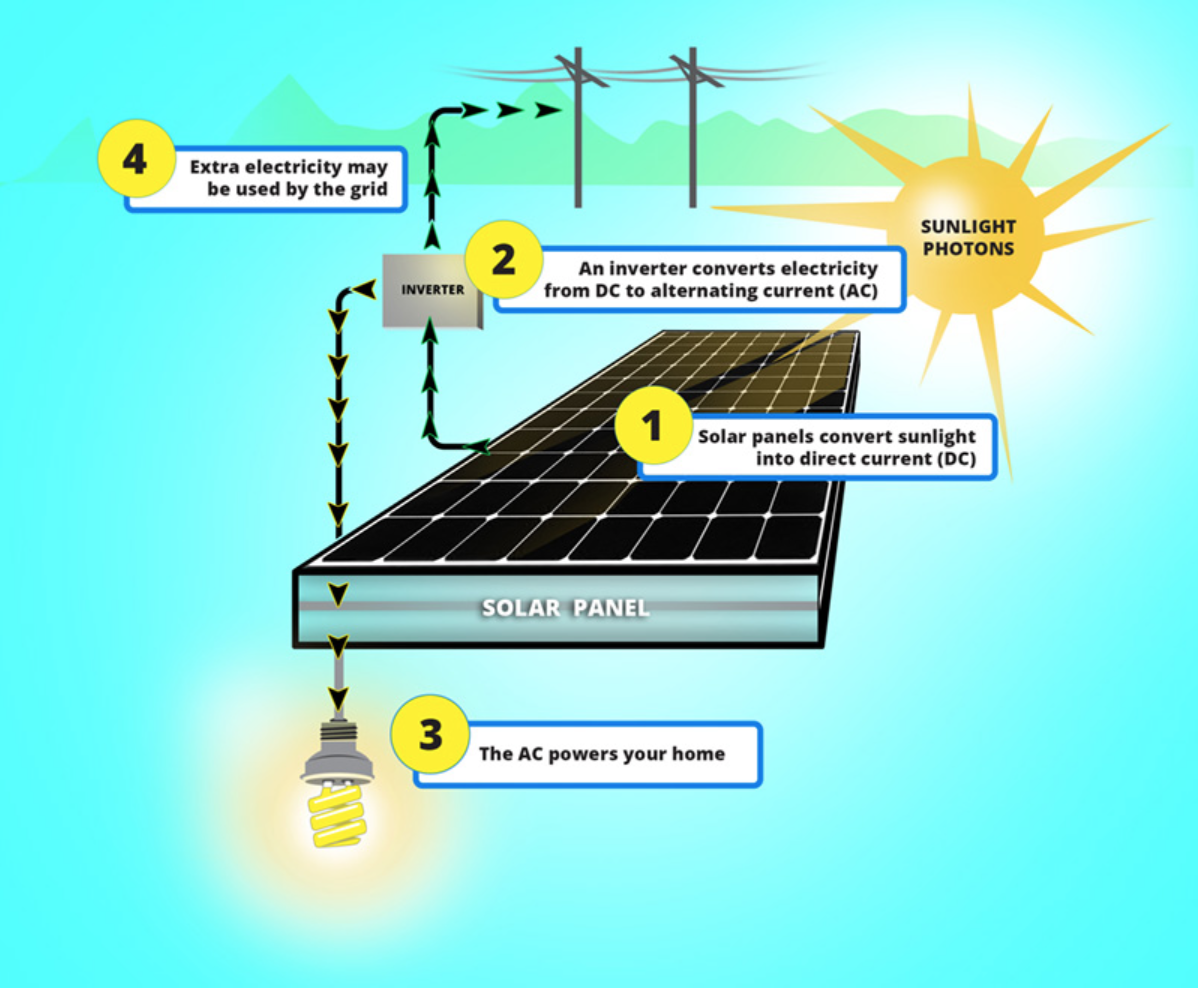 4
Extra electricity may
be used by the grid
SUNLIGHT
PHOTONS
2
An inverter converts electricity
from DC to alternating current (AC)
INVERTER
1
Solar panels convert sunlight
into direct current (DC)
SOLAR PANEL
3
The AC powers your home